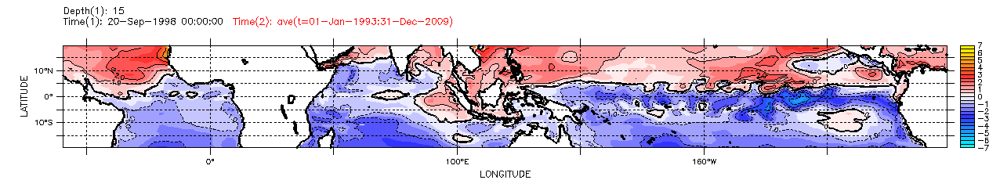 Depth(1): 15
Time(1): 20-Sep-1998 00:00:00 Time(2): ave(t=01-Jan-1993:31-Dec-2009)
LATITUDE
10°N
0°
10°S
0°
100°E
160°W
LONGITUDE
7
6
5
4
3
2
1
0
-1
-2
-3
-4
-5
-6
-7